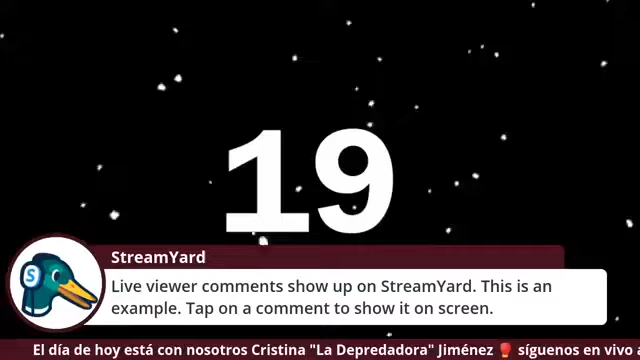 19
S
StreamYard
Live viewer comments show up on StreamYard. This is an
example. Tap on a comment to show it on screen.
El día de hoy está con nosotros Cristina "La Depredadora" Jiménez 🥊 síguenos en vivo a